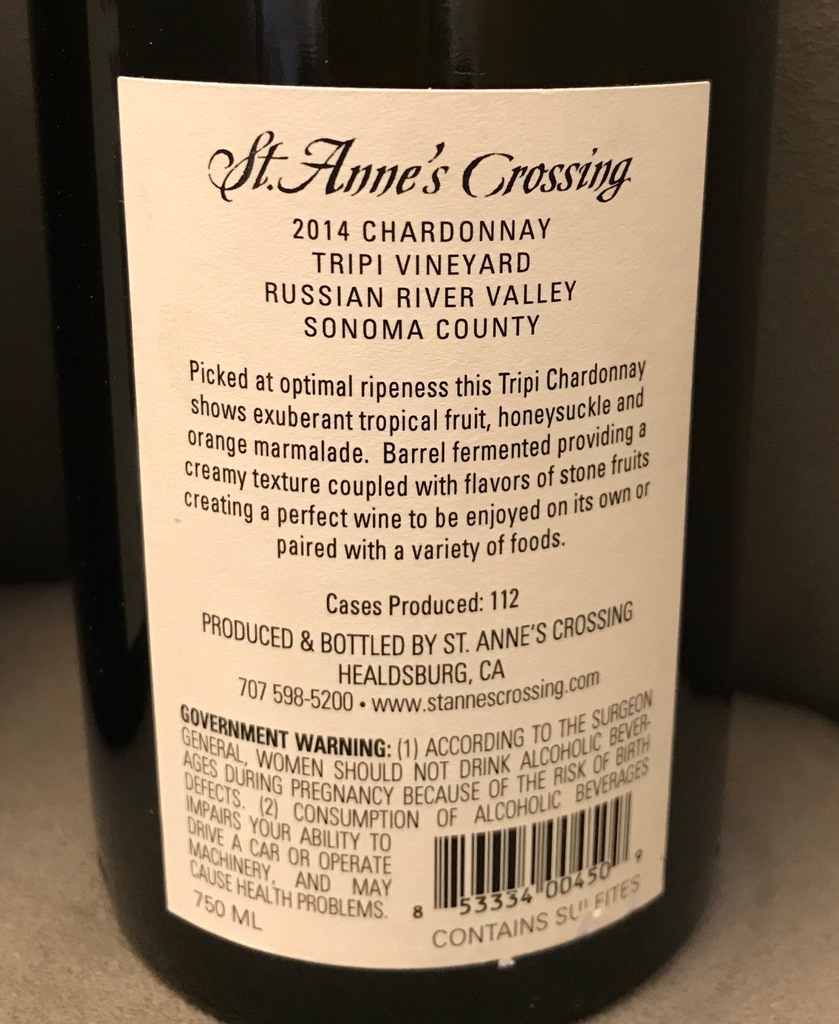 St. Anne's Crossing
2014 CHARDONNAY
TRIPI VINEYARD
RUSSIAN RIVER VALLEY
SONOMA COUNTY
Picked at optimal ripeness this Tripi Chardonnay
shows exuberant tropical fruit, honeysuckle and
orange marmalade. Barrel fermented providing a
creamy texture coupled with flavors of stone fruits
creating a perfect wine to be enjoyed on its own or
paired with a variety of foods.
Cases Produced: 112
PRODUCED & BOTTLED BY ST. ANNE'S CROSSING
HEALDSBURG, CA
707 598-5200 • www.stannescrossing.com
GOVERNMENT WARNING: (1) ACCORDING TO THE SURGEON
GENERAL, WOMEN SHOULD NOT DRINK ALCOHOLIC BEVER-
AGES DURING PREGNANCY BECAUSE OF THE RISK OF BIRTH
DEFECTS. (2) CONSUMPTION OF ALCOHOLIC BEVERAGES
IMPAIRS YOUR ABILITY TO
DRIVE A CAR OR OPERATE
MACHINERY, AND MAY
CAUSE HEALTH PROBLEMS.
750 ML
8 53334 00450 9
CONTAINS SULFITES